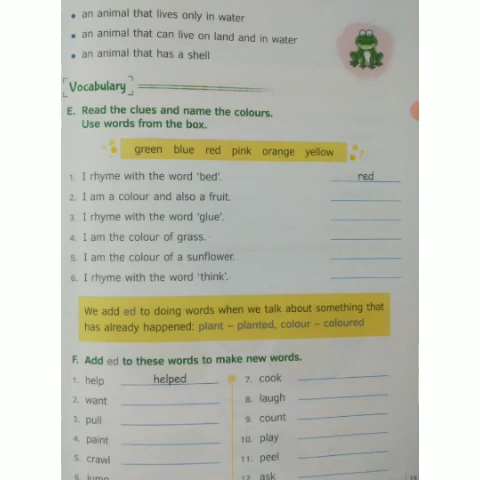 • an animal that lives only in water
• an animal that can live on land and in water
• an animal that has a shell
Vocabulary
E. Read the clues and name the colours.
Use words from the box.
green blue red pink orange yellow
1. I rhyme with the word 'bed'. red
2. I am a colour and also a fruit.
3. I rhyme with the word 'glue'.
4. I am the colour of grass.
5. I am the colour of a sunflower.
6. I rhyme with the word 'think'.
We add ed to doing words when we talk about something that
has already happened: plant – planted, colour – coloured
F. Add ed to these words to make new words.
1. help helped
2. want
3. pull
4. paint
5. crawl
6. jump
7. cook
8. laugh
9. count
10. play
11. peel
12. ask